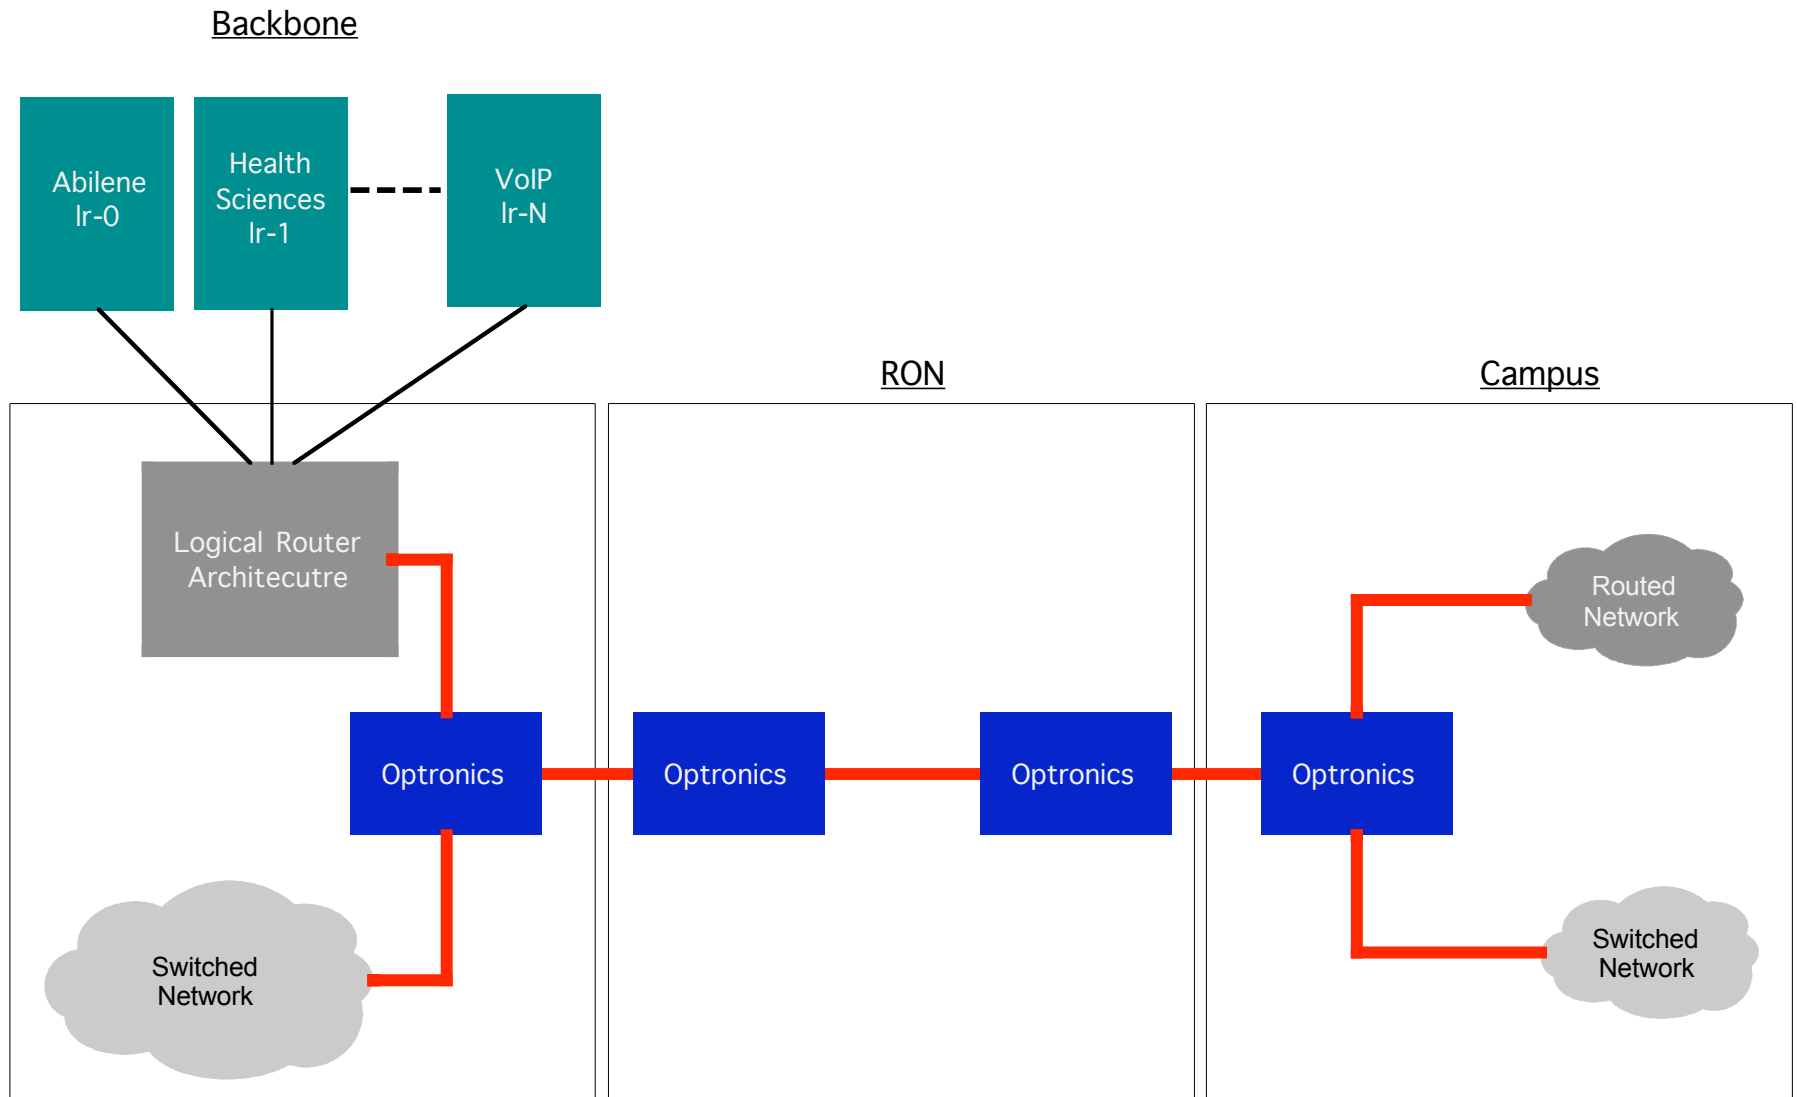 Backbone
Abilene
lr-0
Health
Sciences
lr-1
VoIP
lr-N
RON
Campus
Logical Router
Architecutre
Routed
Network
Optronics
Optronics
Optronics
Optronics
Switched
Network
Switched
Network